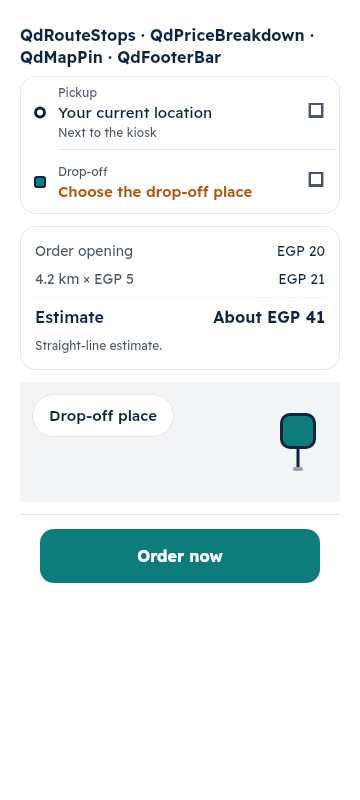 QdRouteStops · QdPriceBreakdown ·
QdMapPin · QdFooterBar
Pickup
Your current location
Next to the kiosk
Drop-off
Choose the drop-off place
Order opening EGP 20
4.2 km × EGP 5 EGP 21
Estimate About EGP 41
Straight-line estimate.
Drop-off place
Order now